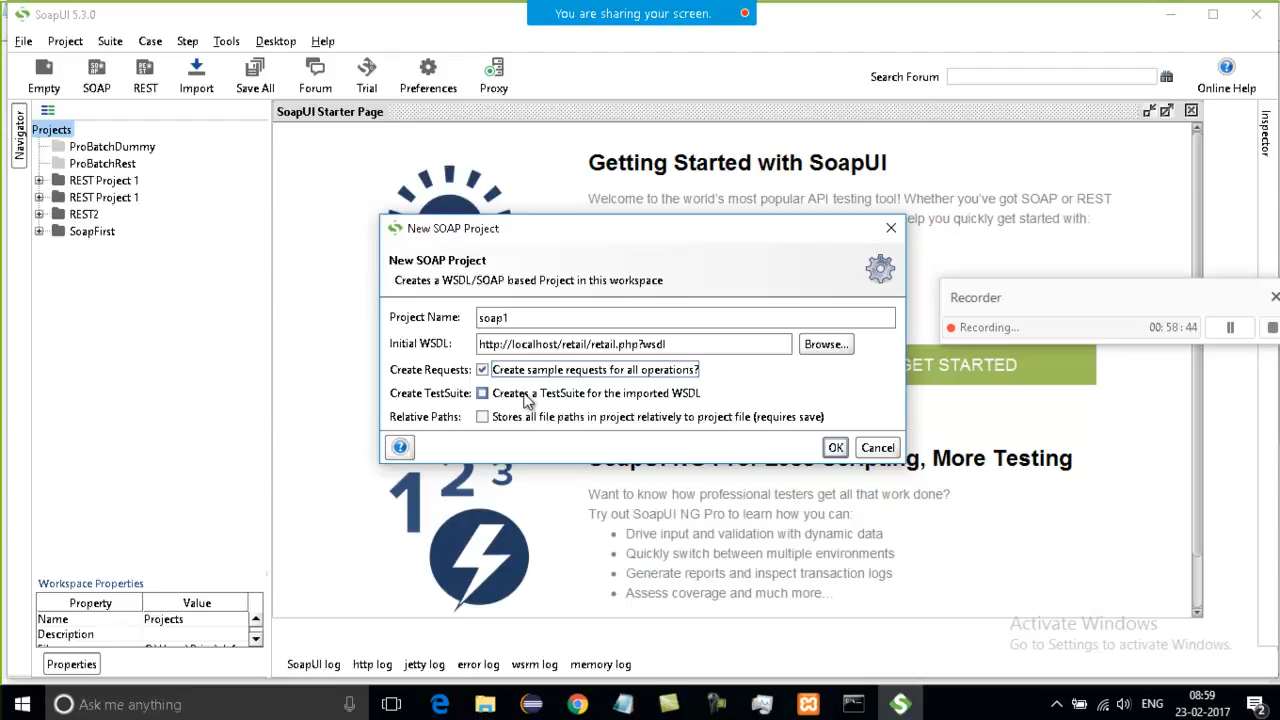 SoapUI 5.3.0
You are sharing your screen.
File Project Suite Case Step Tools Desktop Help
Empty SOAP REST Import Save All Forum Trial Preferences Proxy
Search Forum
Online Help
Navigator
Projects
ProBatchDummy
ProBatchRest
REST Project 1
REST Project 1
REST2
SoapFirst
SoapUI Starter Page
Inspector
Getting Started with SoapUI
Welcome to the world's most popular API testing tool! Whether you've got SOAP or REST
help you quickly get started with:
New SOAP Project
New SOAP Project
Creates a WSDL/SOAP based Project in this workspace
Project Name: soap1
Initial WSDL: http://localhost/retail/retail.php?wsdl Browse...
Create Requests: Create sample requests for all operations?
Create TestSuite: Creates a TestSuite for the imported WSDL
Relative Paths: Stores all file paths in project relatively to project file (requires save)
OK Cancel
Recorder
Recording... 00:58:44
GET STARTED
1 2 3
, More Testing
Want to know how professional testers get all that work done?
Try out SoapUI NG Pro to learn how you can:
Drive input and validation with dynamic data
Quickly switch between multiple environments
Generate reports and inspect transaction logs
Assess coverage and much more...
Workspace Properties
Property Value
Name Projects
Description
Properties
SoapUI log http log jetty log error log wsrm log memory log
Activate Windows
Go to Settings to activate Windows.
Ask me anything
ENG
08:59
23-02-2017
2